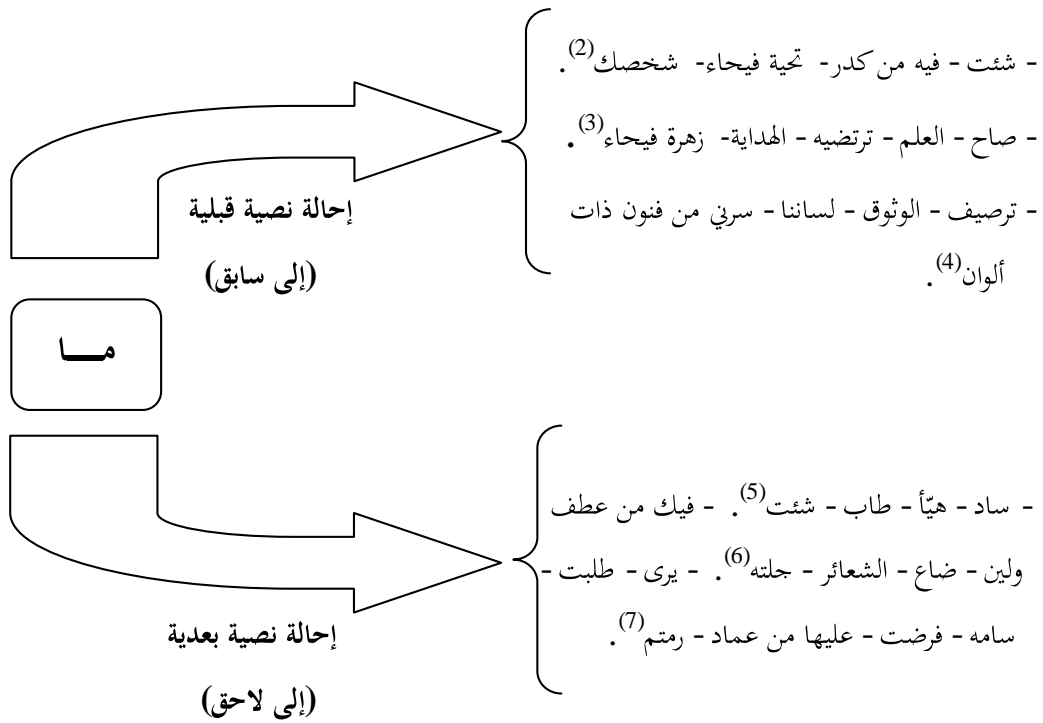 - شئت - فيه من كدر - تحية فيحاء - شخصك(2).
- صاح - العلم - ترتضيه - الهداية - زهرة فيحاء(3).
- ترصيف - الوثوق - لساننا - سرني من فنون ذات
ألوان(4).
إحالة نصية قبلية
(إلى سابق)
مــــا
- ساد - هيّأ - طاب - شئت(5). - فيك من عطف
ولين - ضاع - الشعائر - جلته(6). - يرى - طلبت -
سامه - فرضت - عليها من عماد - رمتم(7).
إحالة نصية بعدية
(إلى لاحق)